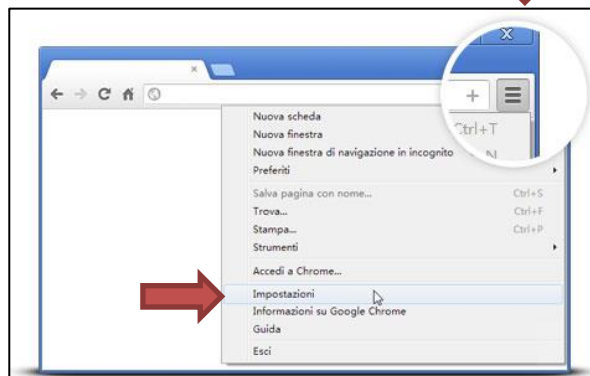 X
Ctrl+T
N
Nuova scheda
Nuova finestra
Nuova finestra di navigazione in incognito
Preferiti
Salva pagina con nome... Ctrl+S
Trova... Ctrl+F
Stampa... Ctrl+P
Strumenti
Accedi a Chrome...
Impostazioni
Informazioni su Google Chrome
Guida
Esci